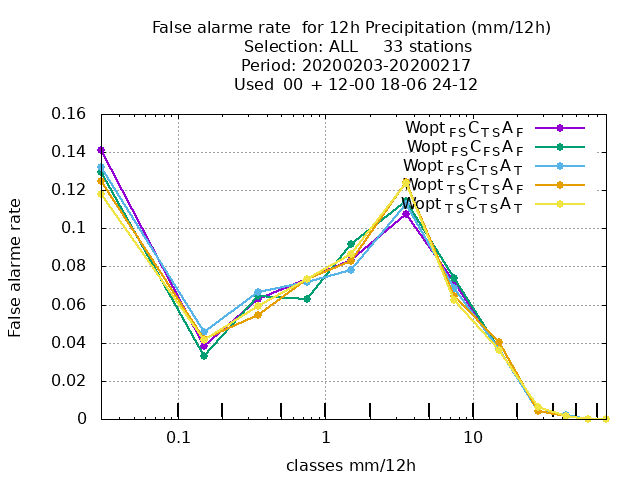 False alarme rate  for 12h Precipitation (mm/12h)
Selection: ALL     33 stations
Period: 20200203-20200217
Used  00  + 12-00 18-06 24-12
0.16
0.14
0.12
0.1
0.08
0.06
0.04
0.02
0
False alarme rate
Wopt FS C TS A F
Wopt FS C FS A F
Wopt FS C TS A T
Wopt TS C TS A F
Wopt TS C TS A T
0.1 1 10
classes mm/12h